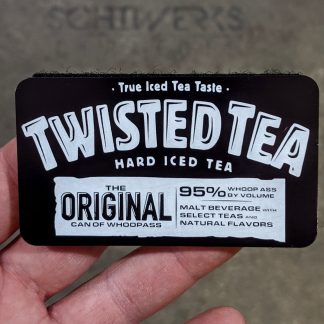 SCHTWERKS
· True Iced Tea Taste ·
TWISTED TEA
HARD ICED TEA
THE
ORIGINAL
CAN OF WHOOPASS
95% WHOOP ASS
BY VOLUME
MALT BEVERAGE WITH
SELECT TEAS AND
NATURAL FLAVORS